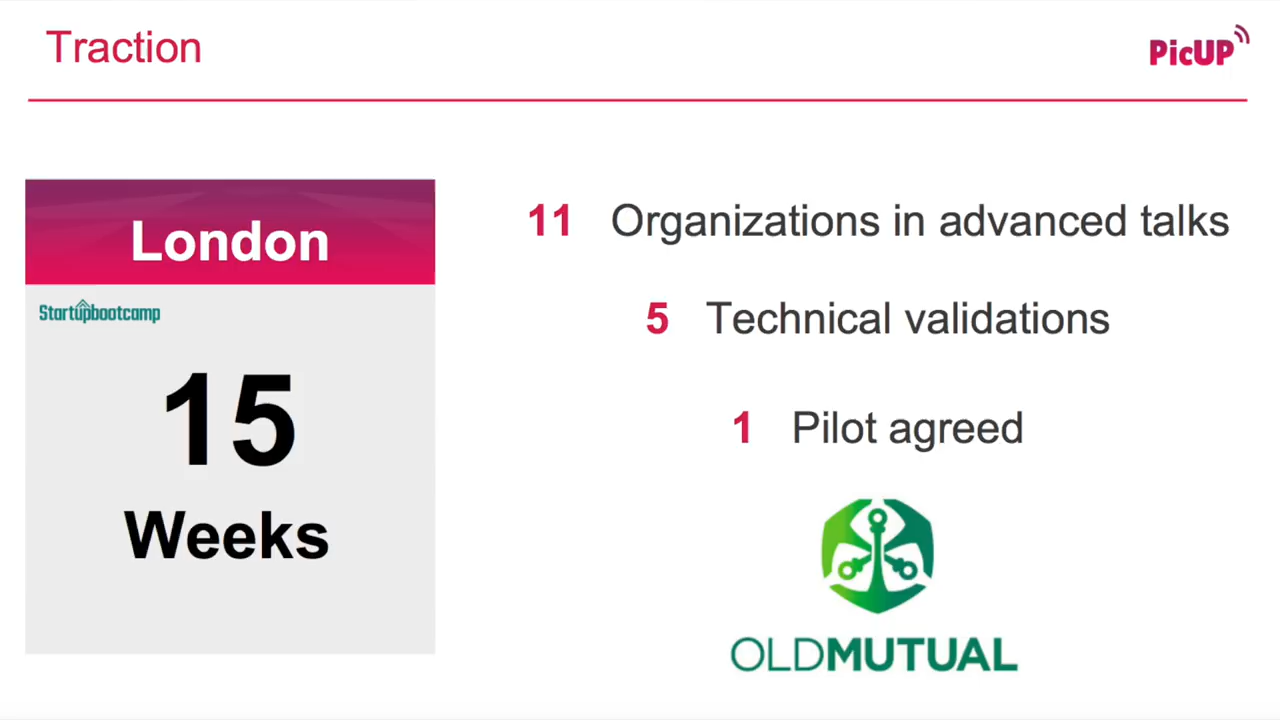 Traction
PicUP
London
Startupbootcamp
15
Weeks
11 Organizations in advanced talks
5 Technical validations
1 Pilot agreed
OLDMUTUAL